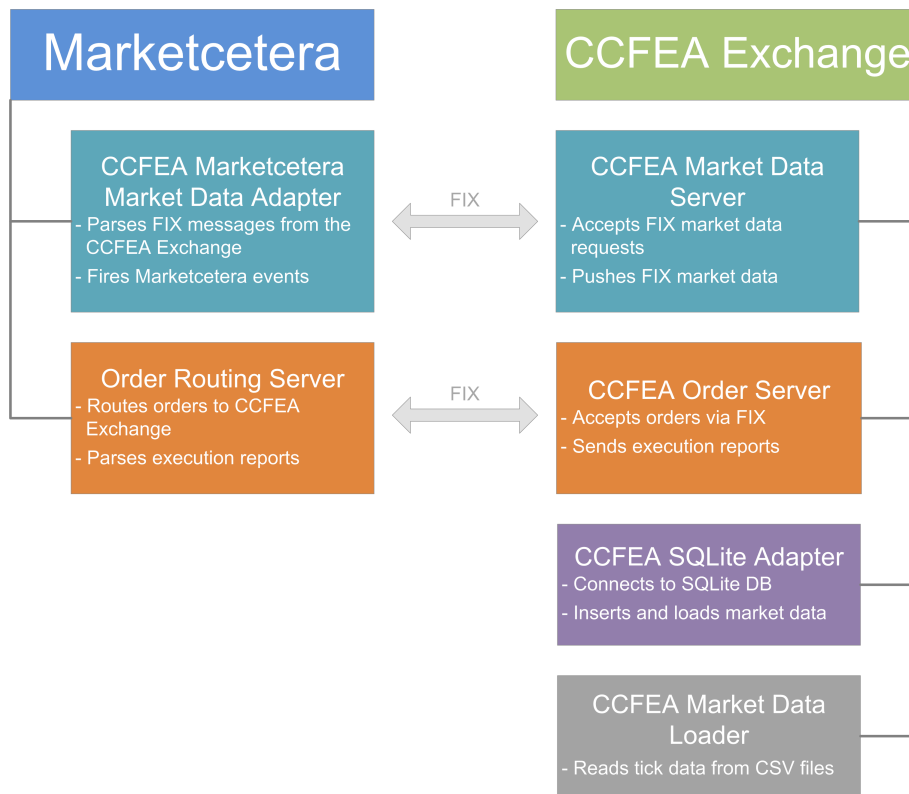 Marketcetera
CCFEA Exchange
CCFEA Marketcetera
Market Data Adapter
- Parses FIX messages from the
CCFEA Exchange
- Fires Marketcetera events
FIX
CCFEA Market Data
Server
- Accepts FIX market data
requests
- Pushes FIX market data
Order Routing Server
- Routes orders to CCFEA
Exchange
- Parses execution reports
FIX
CCFEA Order Server
- Accepts orders via FIX
- Sends execution reports
CCFEA SQLite Adapter
- Connects to SQLite DB
- Inserts and loads market data
CCFEA Market Data
Loader
- Reads tick data from CSV files